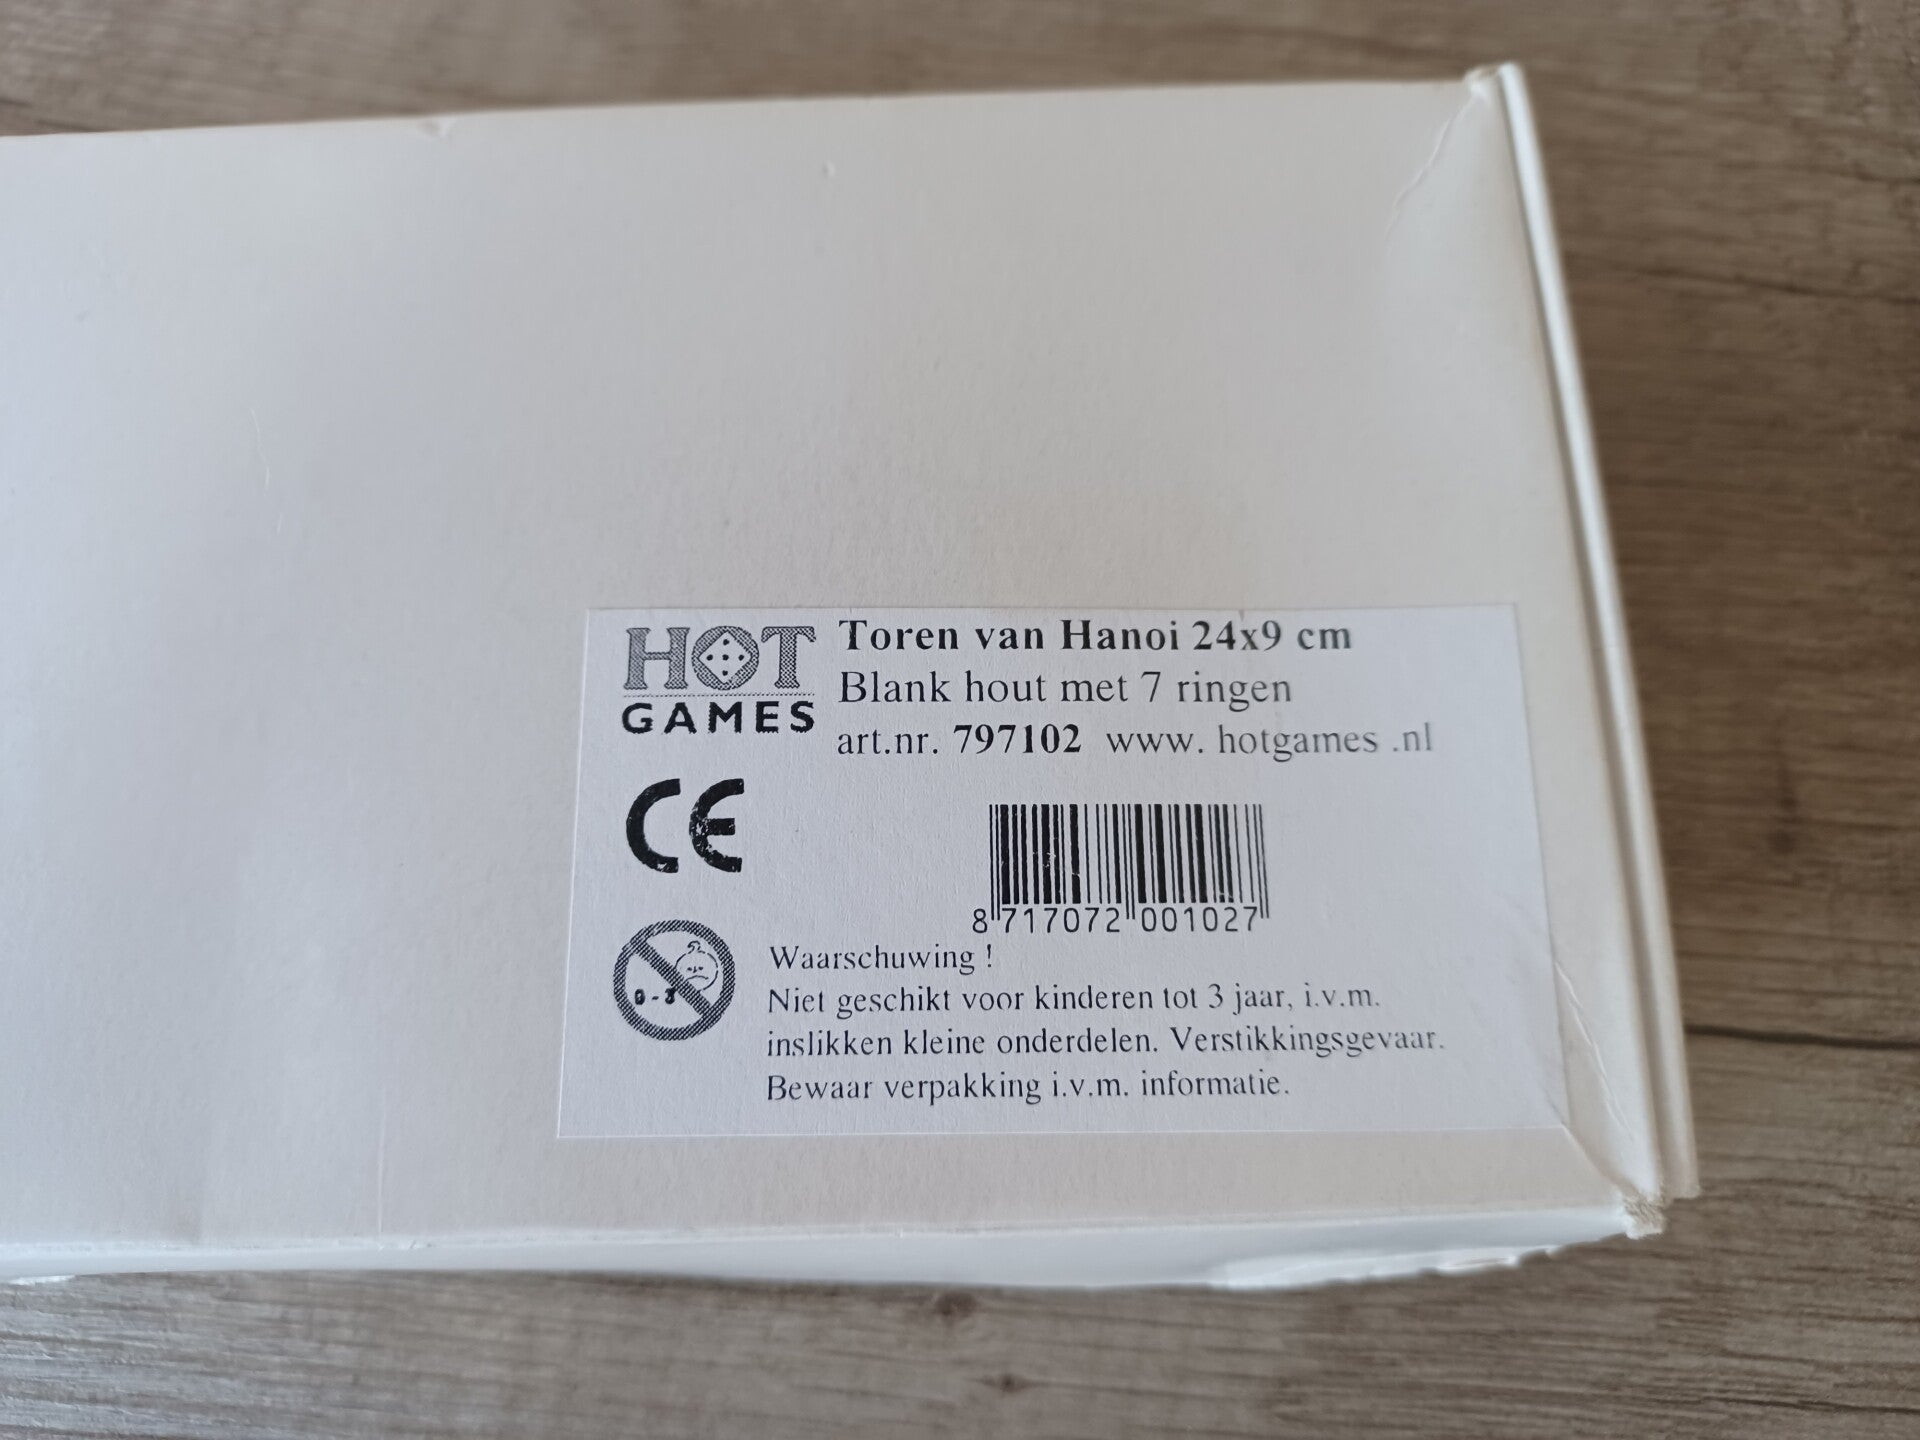 HOT
GAMES
Toren van Hanoi 24x9 cm
Blank hout met 7 ringen
art.nr. 797102 www. hotgames .nl
CE
8 717072 001027
0-3
Waarschuwing !
Niet geschikt voor kinderen tot 3 jaar, i.v.m.
inslikken kleine onderdelen. Verstikkingsgevaar.
Bewaar verpakking i.v.m. informatie.